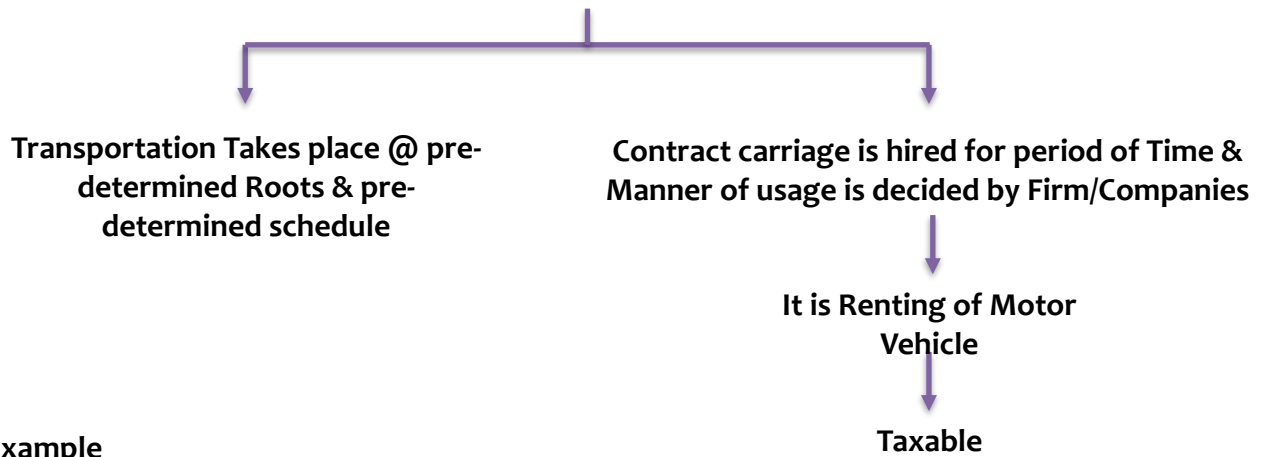 Transportation Takes place @ pre-
determined Roots & pre-
determined schedule
Contract carriage is hired for period of Time &
Manner of usage is decided by Firm/Companies
It is Renting of Motor
Vehicle
Taxable
xample